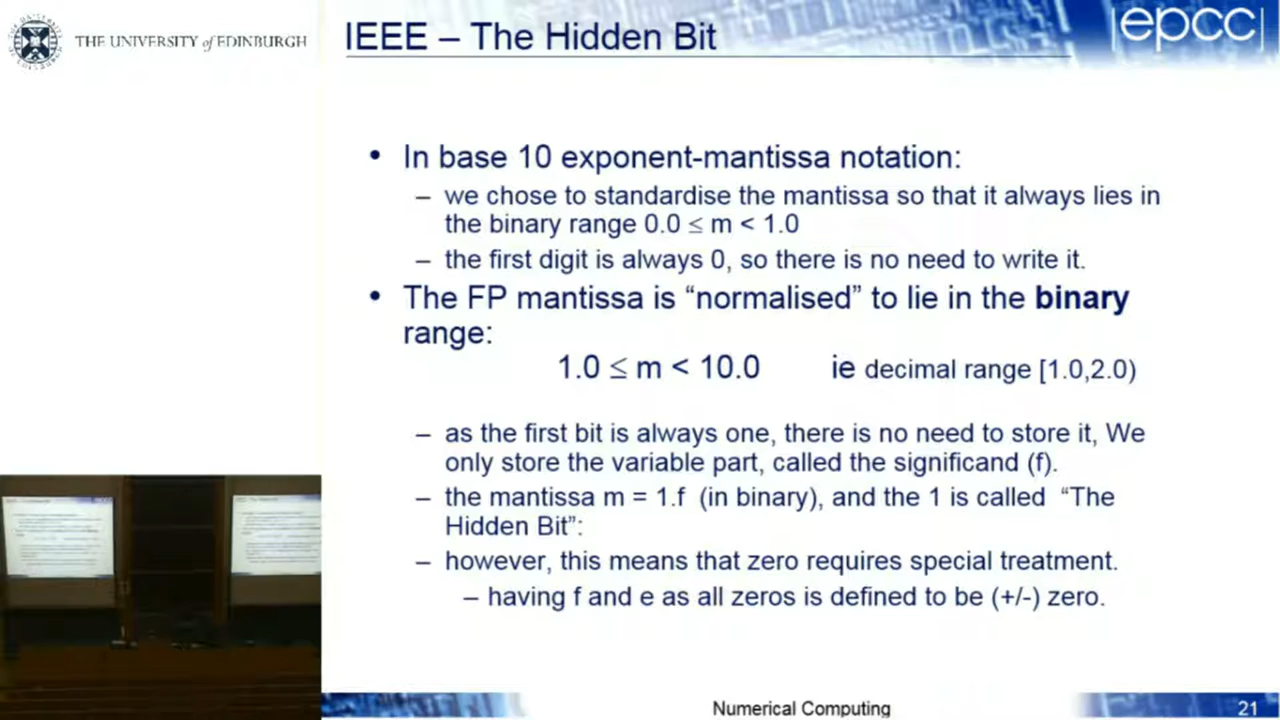 THE UNIVERSITY of EDINBURGH
IEEE – The Hidden Bit
|epcc|
• In base 10 exponent-mantissa notation:
– we chose to standardise the mantissa so that it always lies in
the binary range 0.0 ≤ m < 1.0
– the first digit is always 0, so there is no need to write it.
• The FP mantissa is “normalised” to lie in the binary
range:
1.0 ≤ m < 10.0 ie decimal range [1.0,2.0)
– as the first bit is always one, there is no need to store it, We
only store the variable part, called the significand (f).
– the mantissa m = 1.f (in binary), and the 1 is called “The
Hidden Bit”:
– however, this means that zero requires special treatment.
– having f and e as all zeros is defined to be (+/-) zero.
Numerical Computing
21